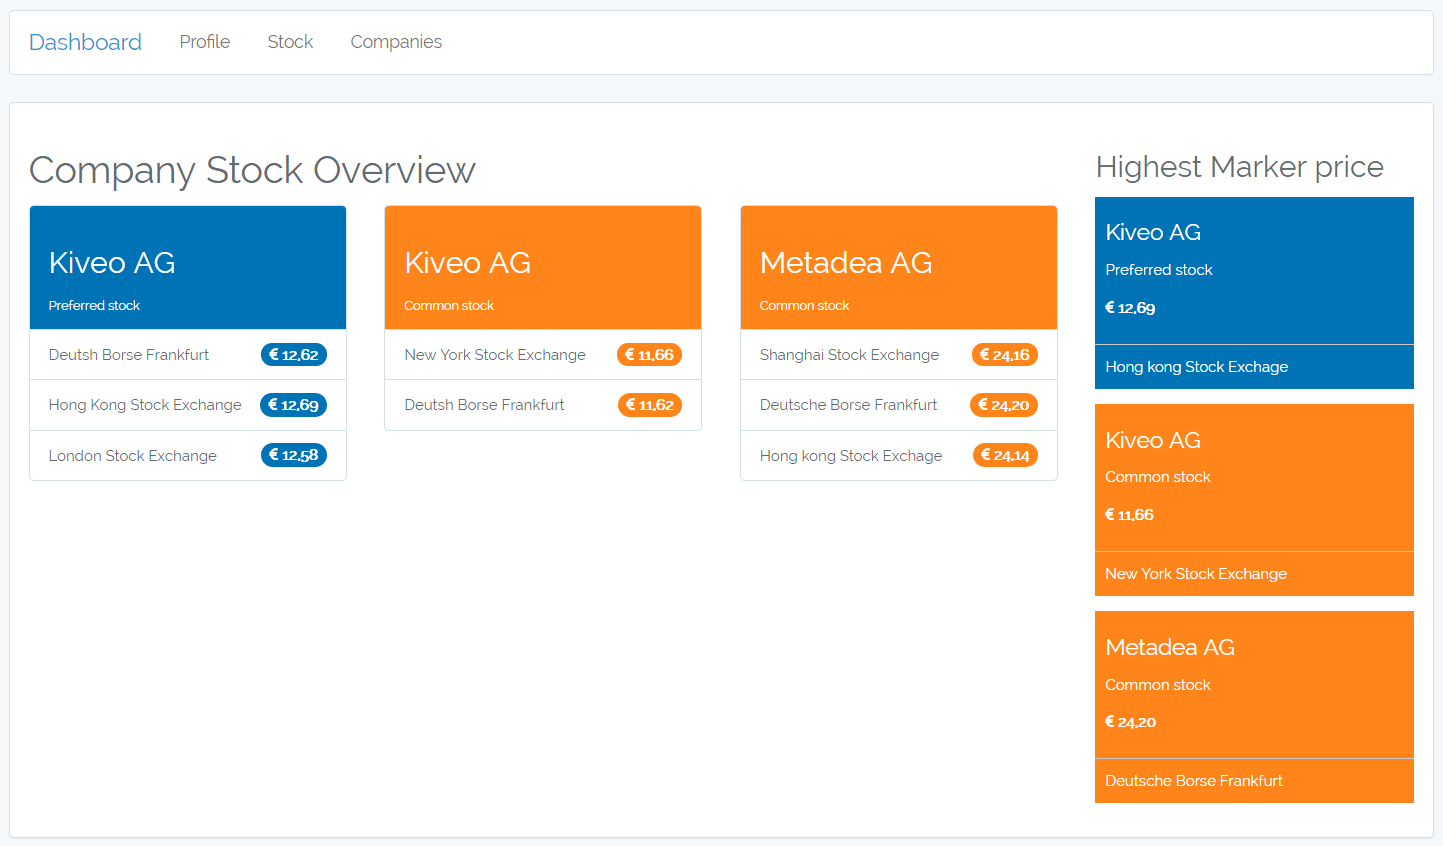 Dashboard Profile Stock Companies
Company Stock Overview
Kiveo AG
Preferred stock
Deutsh Borse Frankfurt € 12,62
Hong Kong Stock Exchange € 12,69
London Stock Exchange € 12,58
Kiveo AG
Common stock
New York Stock Exchange € 11,66
Deutsh Borse Frankfurt € 11,62
Metadea AG
Common stock
Shanghai Stock Exchange € 24,16
Deutsche Borse Frankfurt € 24,20
Hong kong Stock Exchage € 24,14
Highest Marker price
Kiveo AG
Preferred stock
€ 12,69
Hong kong Stock Exchage
Kiveo AG
Common stock
€ 11,66
New York Stock Exchange
Metadea AG
Common stock
€ 24,20
Deutsche Borse Frankfurt